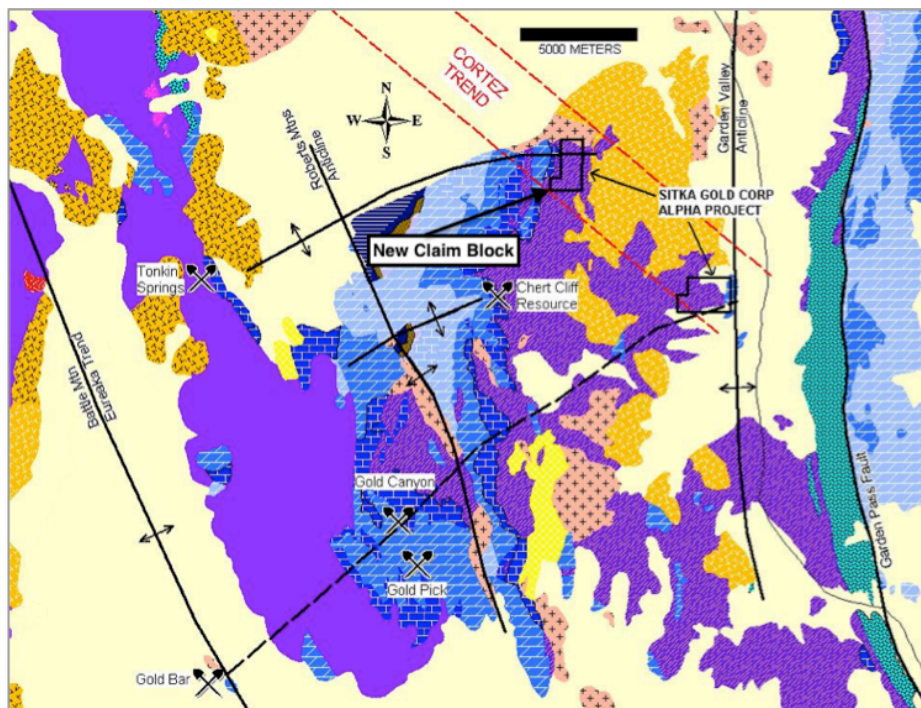 5000 METERS
CORTEZ
TREND
N
W
E
S
Garden Valley
Anticline
Roberts Mtns
Anticline
SITKA GOLD CORP
ALPHA PROJECT
New Claim Block
Tonkin
Springs
Chert Cliff
Resource
Battle Mtn
Eureaka Trend
Gold Canyon
Gold Pick
Garden Pass Fault
Gold Bar